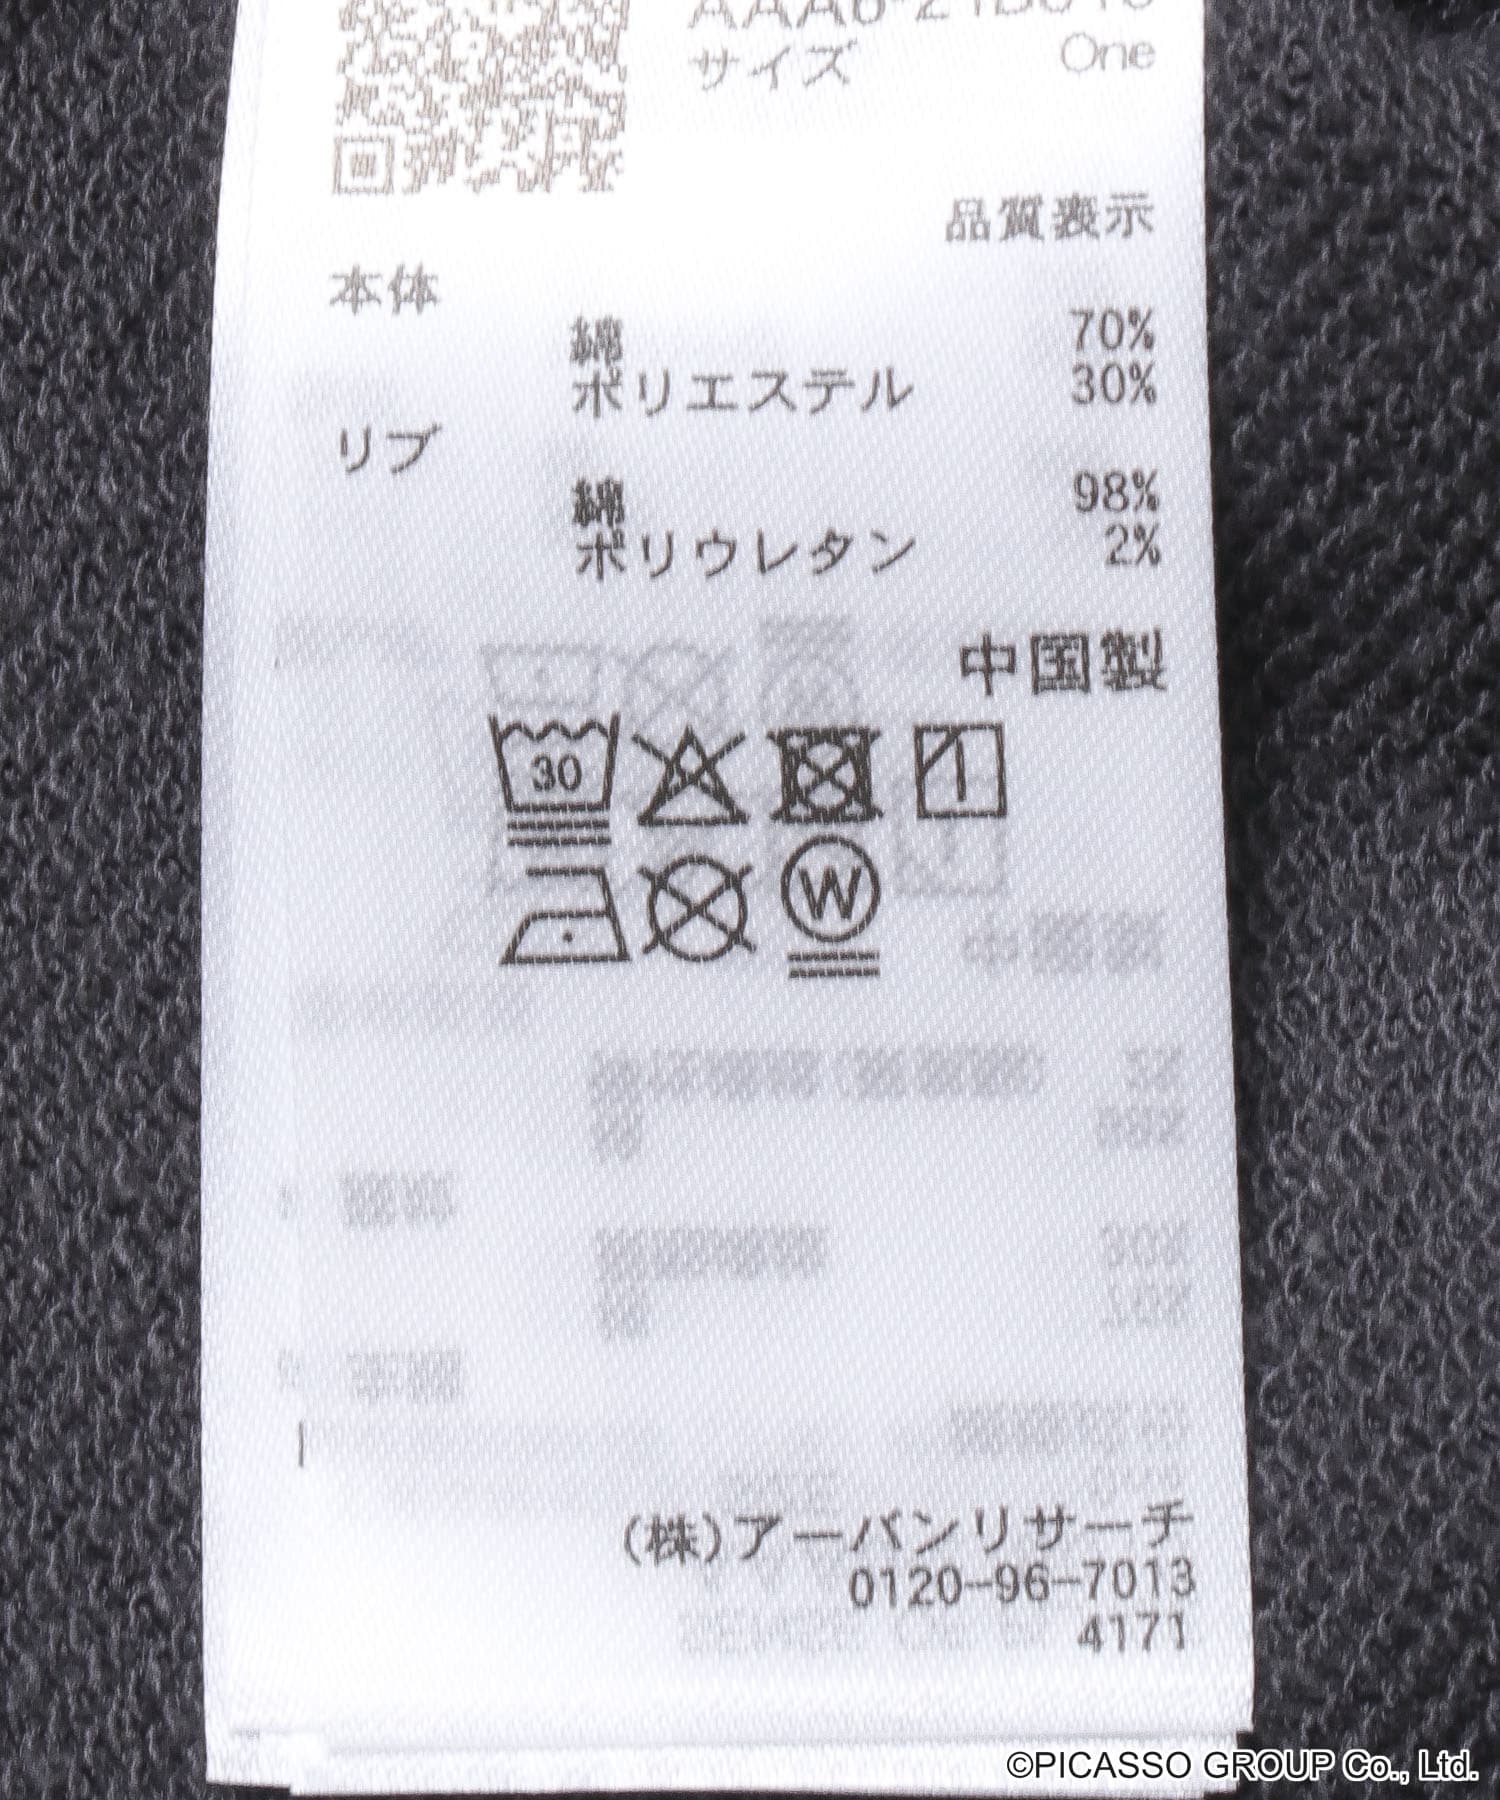 サイズ One
品質表示
本体
綿 70%
ポリエステル 30%
リブ
綿 98%
ポリウレタン 2%
中国製
30
W
(株)アーバンリサーチ
0120-96-7013
4171
©PICASSO GROUP Co., Ltd.